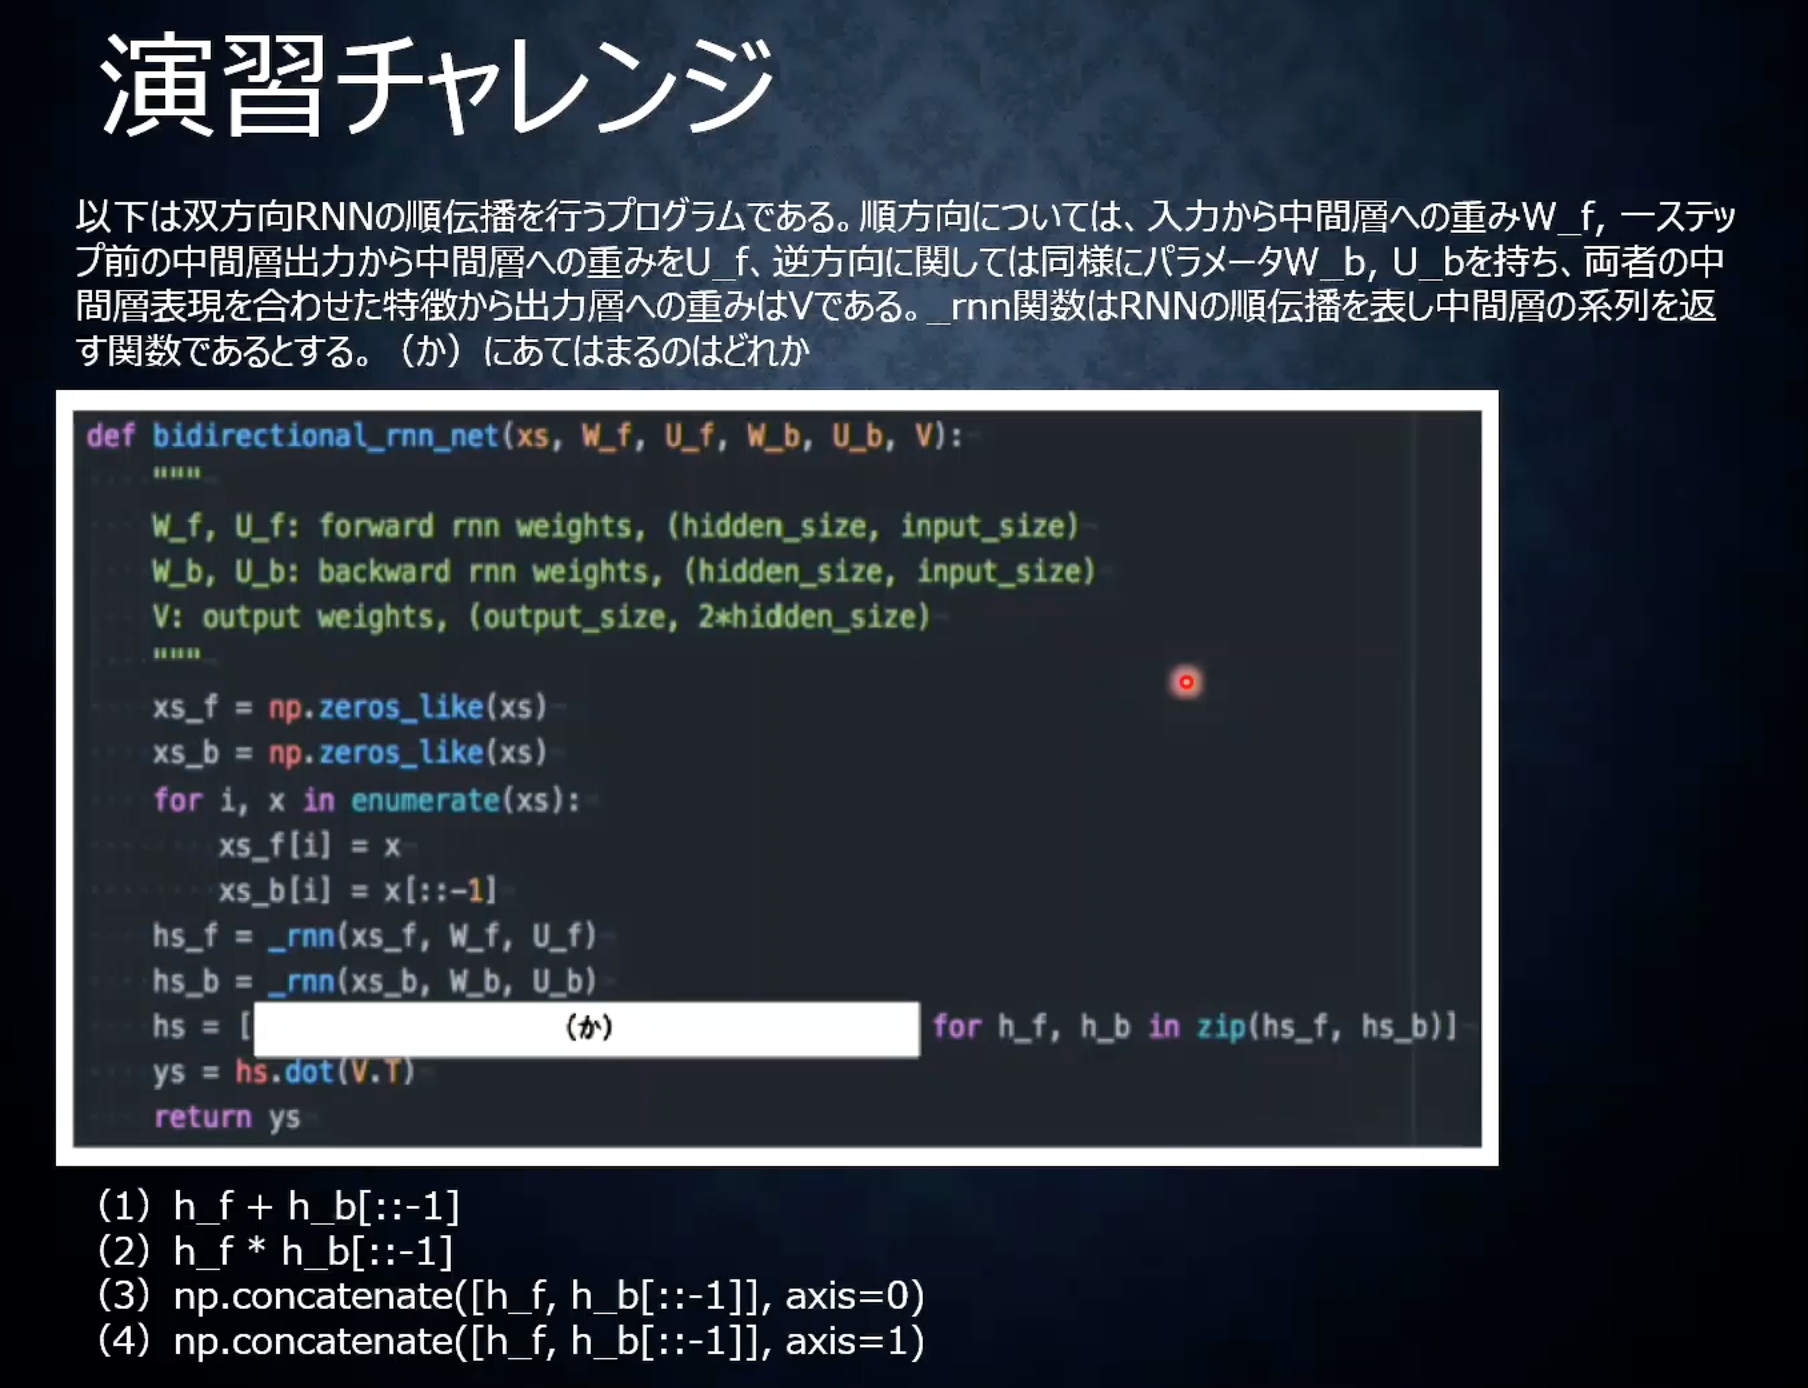 演習チャレンジ
以下は双方向RNNの順伝播を行うプログラムである。順方向については、入力から中間層への重みW_f, 一ステッ
プ前の中間層出力から中間層への重みをU_f、逆方向に関しては同様にパラメータW_b, U_bを持ち、両者の中
間層表現を合わせた特徴から出力層への重みはVである。_rnn関数はRNNの順伝播を表し中間層の系列を返
す関数であるとする。（か）にあてはまるのはどれか
def bidirectional_rnn_net(xs, W_f, U_f, W_b, U_b, V):
"""
W_f, U_f: forward rnn weights, (hidden_size, input_size)
W_b, U_b: backward rnn weights, (hidden_size, input_size)
V: output weights, (output_size, 2*hidden_size)
"""
xs_f = np.zeros_like(xs)
xs_b = np.zeros_like(xs)
for i, x in enumerate(xs):
xs_f[i] = x
xs_b[i] = x[::-1]
hs_f = _rnn(xs_f, W_f, U_f)
hs_b = _rnn(xs_b, W_b, U_b)
hs = [ （か） for h_f, h_b in zip(hs_f, hs_b)]
ys = hs.dot(V.T)
return ys
（1）h_f + h_b[::-1]
（2）h_f * h_b[::-1]
（3）np.concatenate([h_f, h_b[::-1]], axis=0)
（4）np.concatenate([h_f, h_b[::-1]], axis=1)